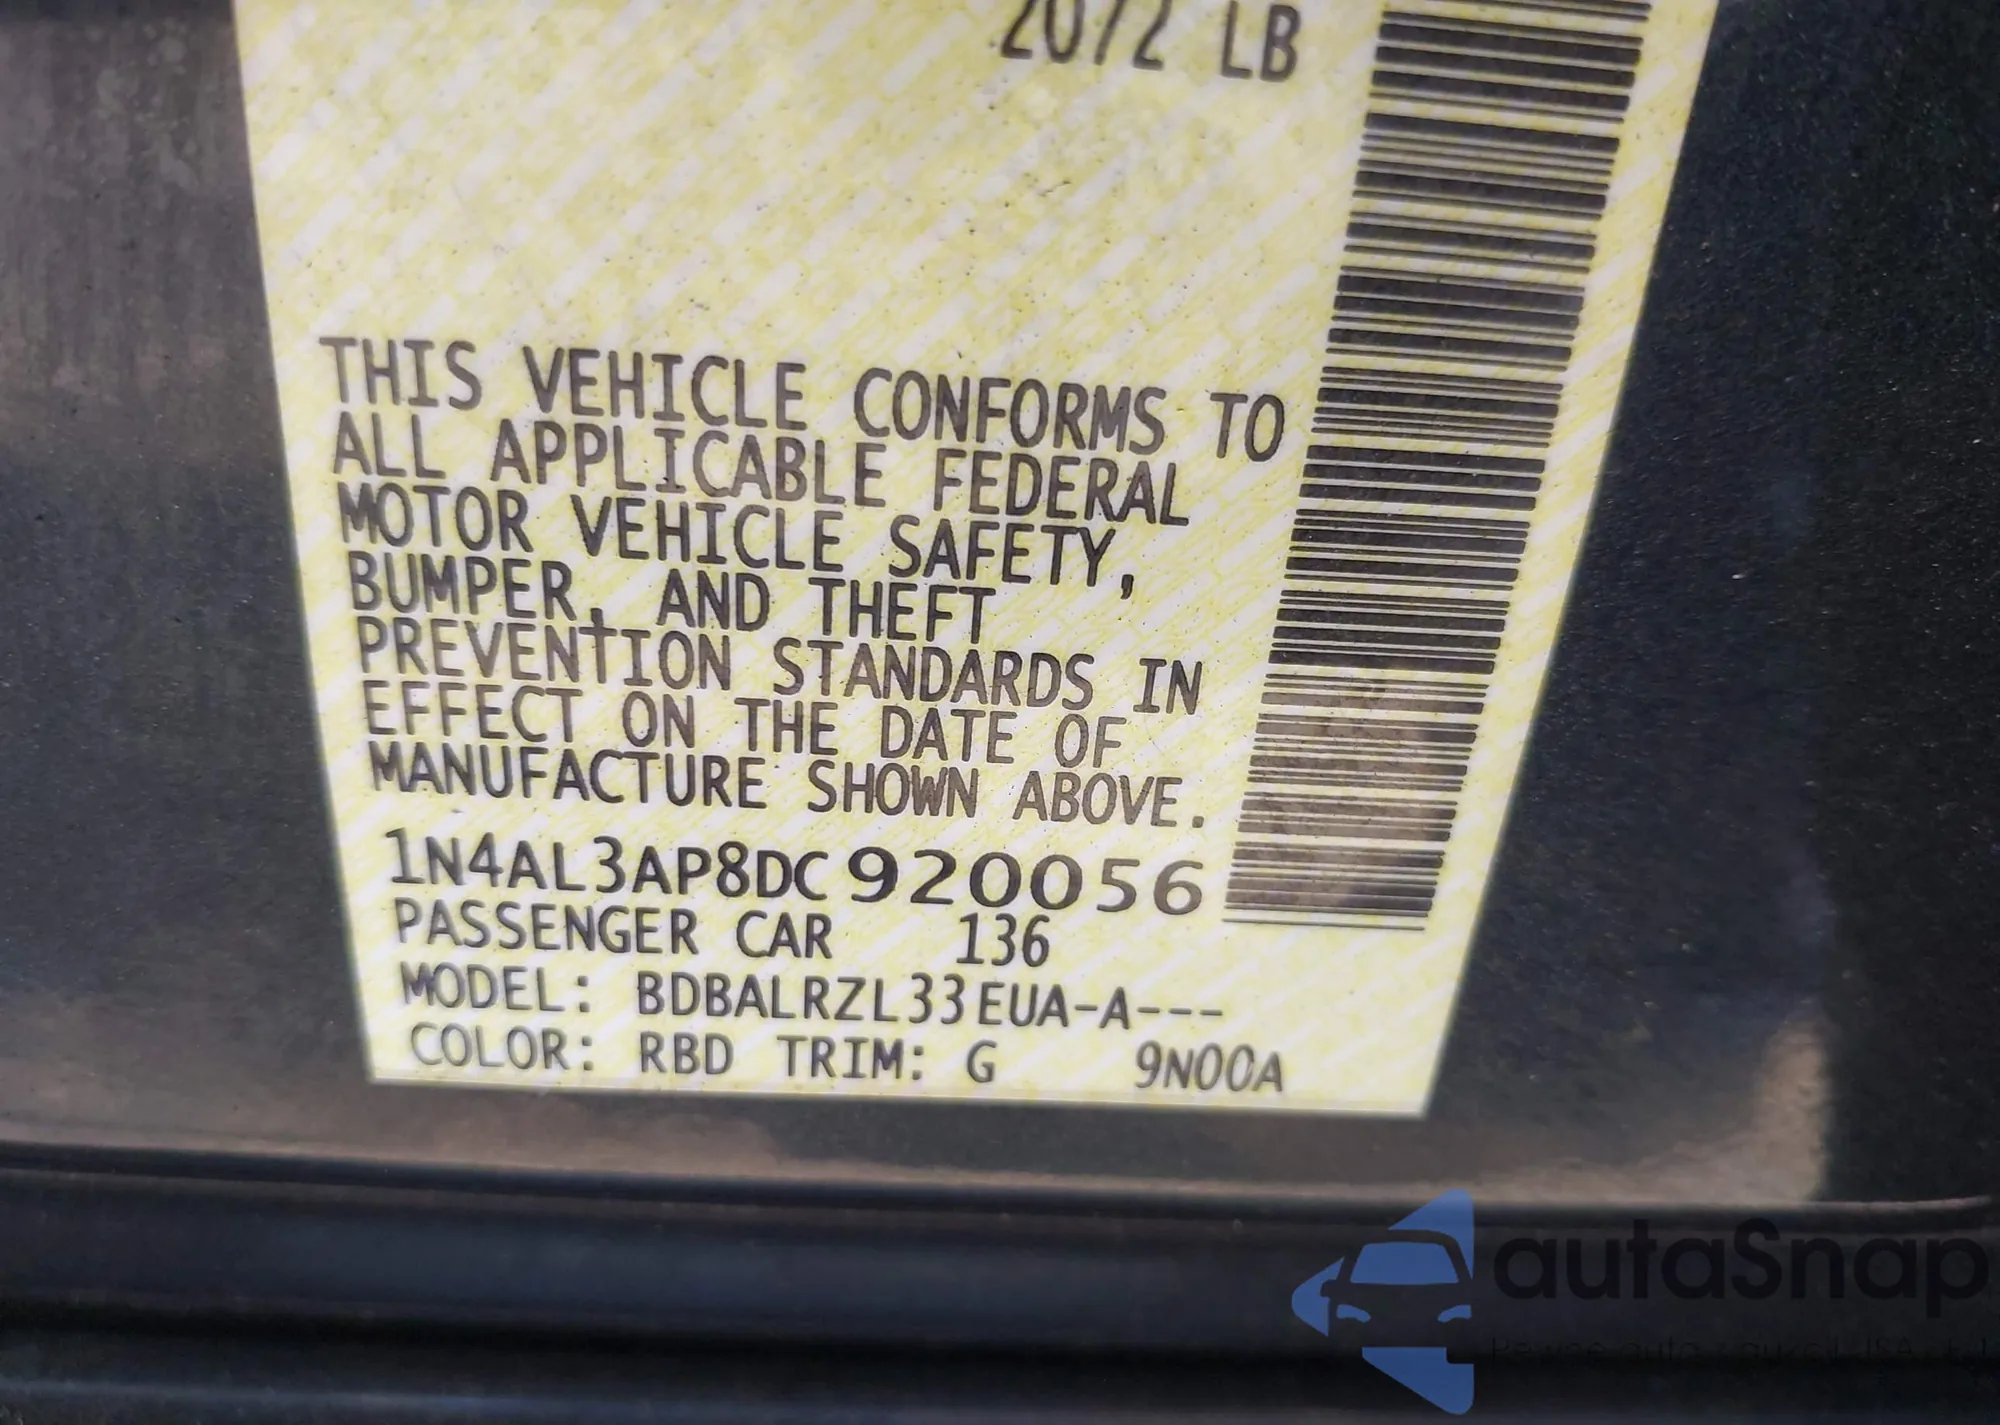 2072 LB
THIS VEHICLE CONFORMS TO
ALL APPLICABLE FEDERAL
MOTOR VEHICLE SAFETY,
BUMPER, AND THEFT
PREVENTION STANDARDS IN
EFFECT ON THE DATE OF
MANUFACTURE SHOWN ABOVE.
1N4AL3AP8DC920056
PASSENGER CAR 136
MODEL: BDBALRZL33EUA-A---
COLOR: RBD TRIM: G 9N00A
autaSnap